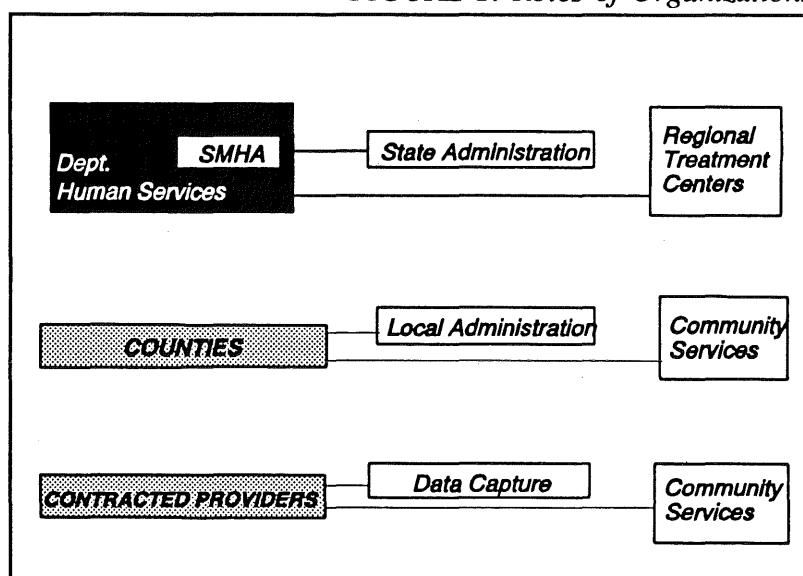 Roles of Organizations
Dept.
Human Services
SMHA
State Administration
Regional
Treatment
Centers
COUNTIES
Local Administration
Community
Services
CONTRACTED PROVIDERS
Data Capture
Community
Services